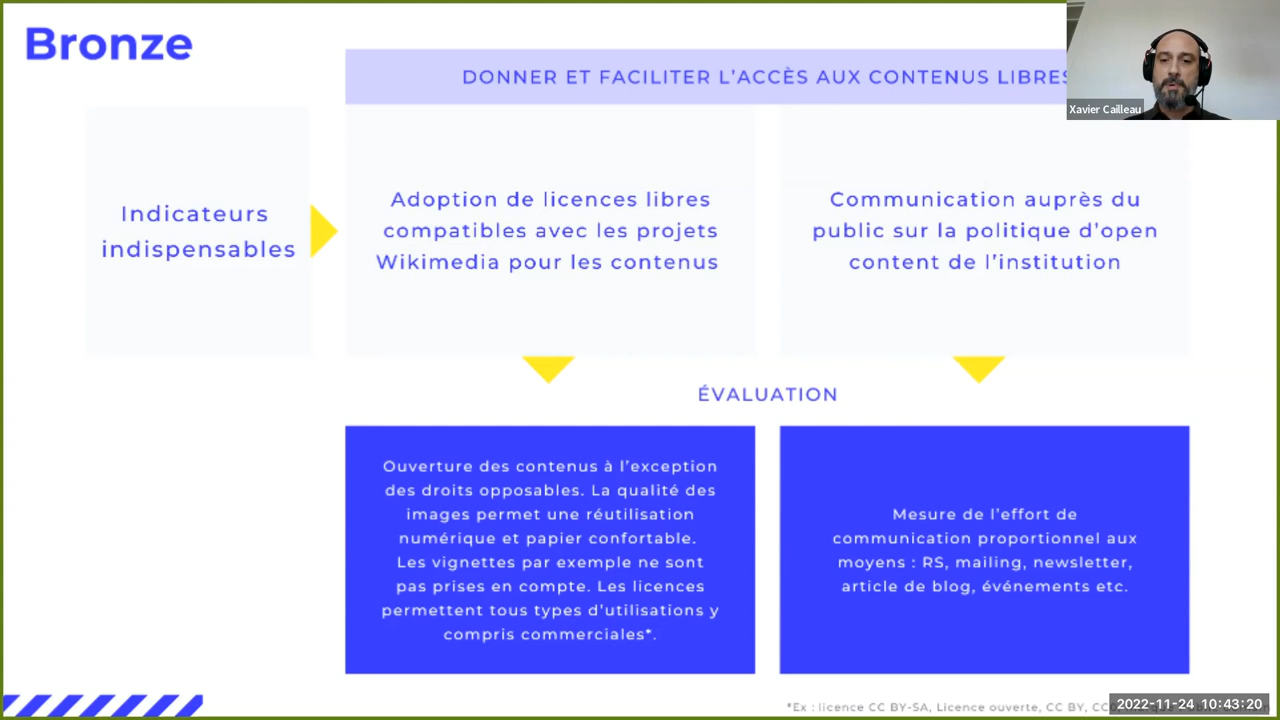 Bronze
DONNER ET FACILITER L'ACCÈS AUX CONTENUS LIBRES
Xavier Cailleau
Indicateurs
indispensables
Adoption de licences libres
compatibles avec les projets
Wikimedia pour les contenus
Communication auprès du
public sur la politique d'open
content de l'institution
ÉVALUATION
Ouverture des contenus à l'exception
des droits opposables. La qualité des
images permet une réutilisation
numérique et papier confortable.
Les vignettes par exemple ne sont
pas prises en compte. Les licences
permettent tous types d'utilisations y
compris commerciales*.
Mesure de l'effort de
communication proportionnel aux
moyens : RS, mailing, newsletter,
article de blog, événements etc.
*Ex : licence CC BY-SA, Licence ouverte, CC BY,
2022-11-24 10:43:20